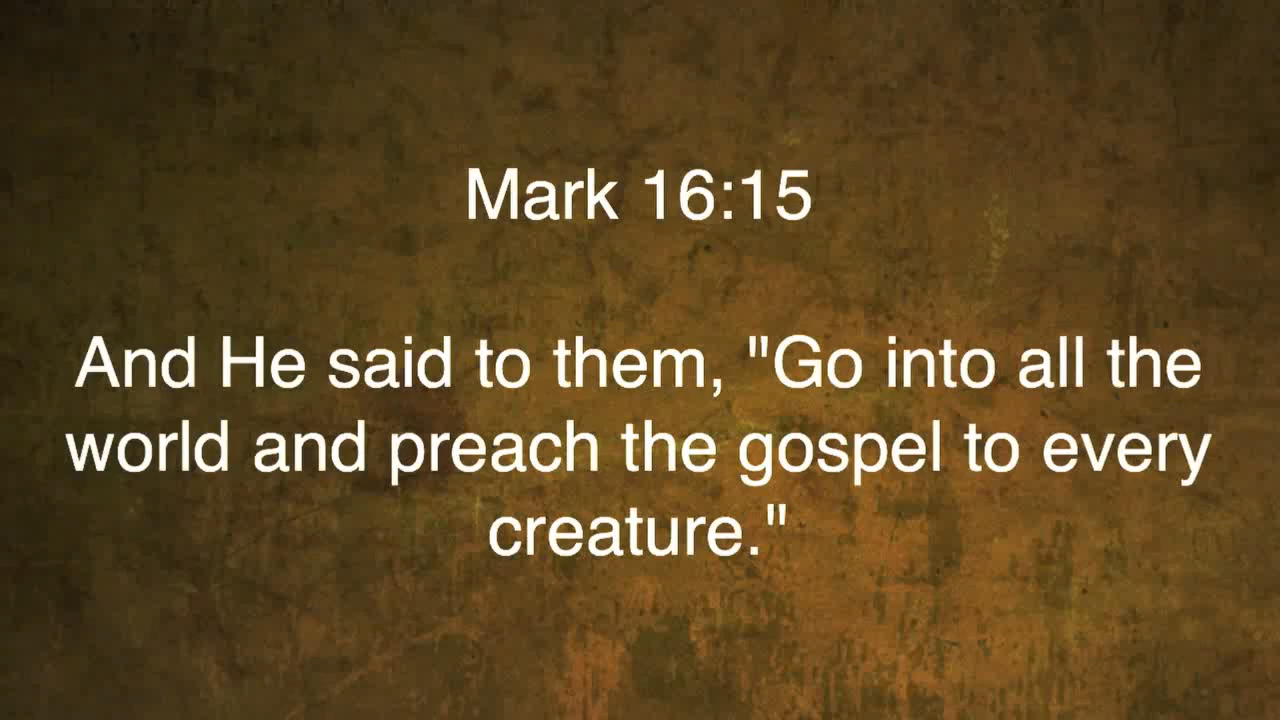 Mark 16:15
And He said to them, "Go into all the
world and preach the gospel to every
creature."